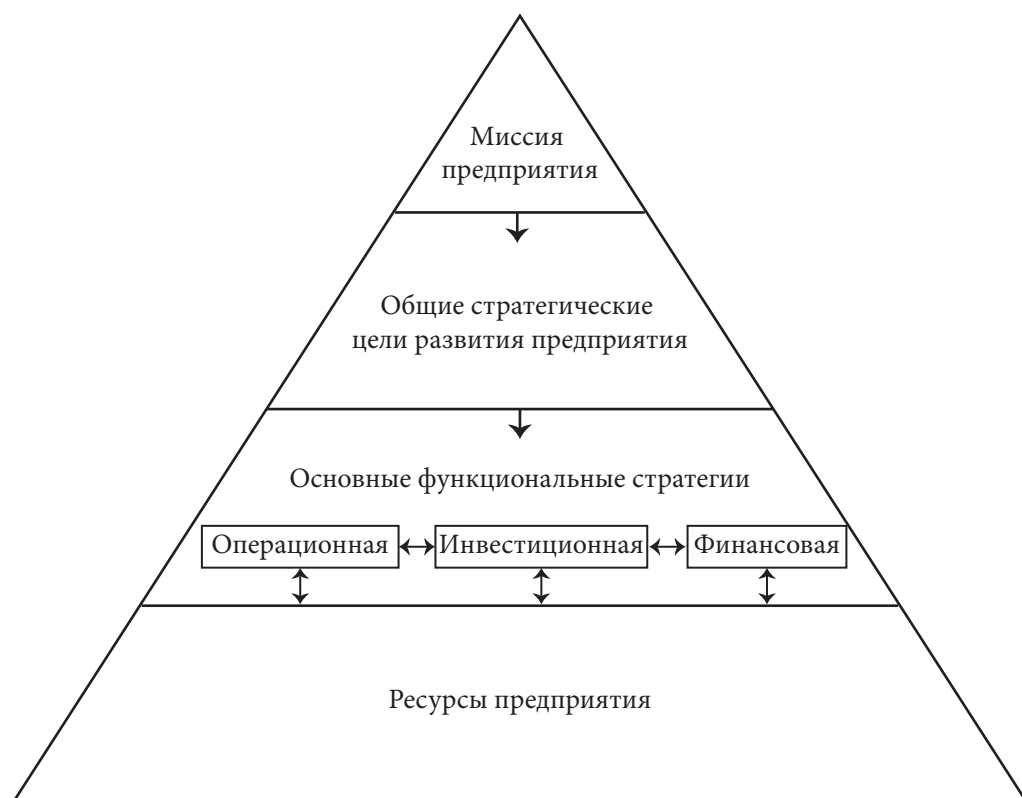 Миссия
предприятия
Общие стратегические
цели развития предприятия
Основные функциональные стратегии
Операционная
Инвестиционная
Финансовая
Ресурсы предприятия